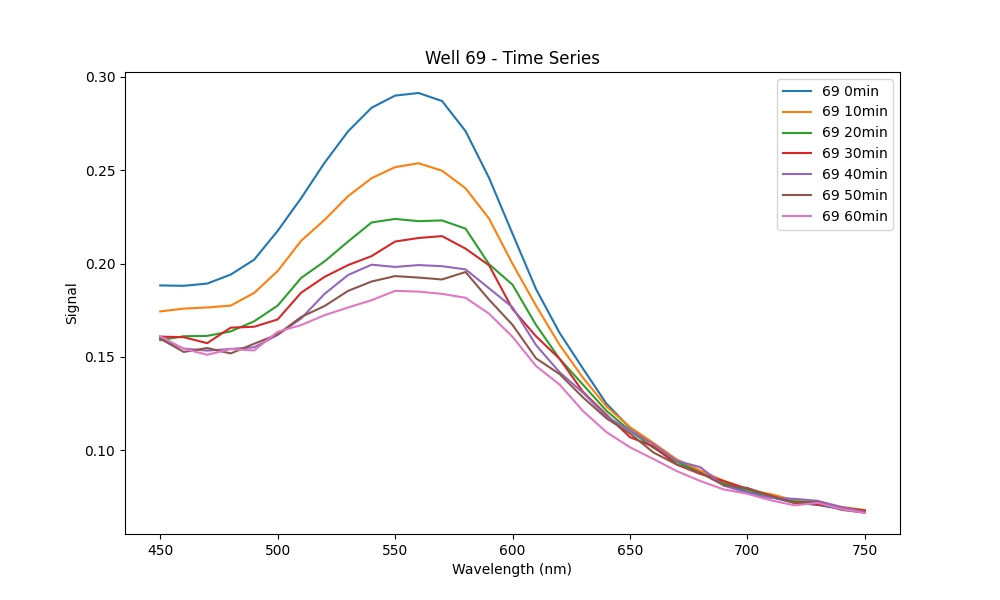 Well 69 - Time Series
69 0min
69 10min
69 20min
69 30min
69 40min
69 50min
69 60min
0.30
0.25
0.20
0.15
0.10
Signal
450
500
550
600
650
700
750
Wavelength (nm)